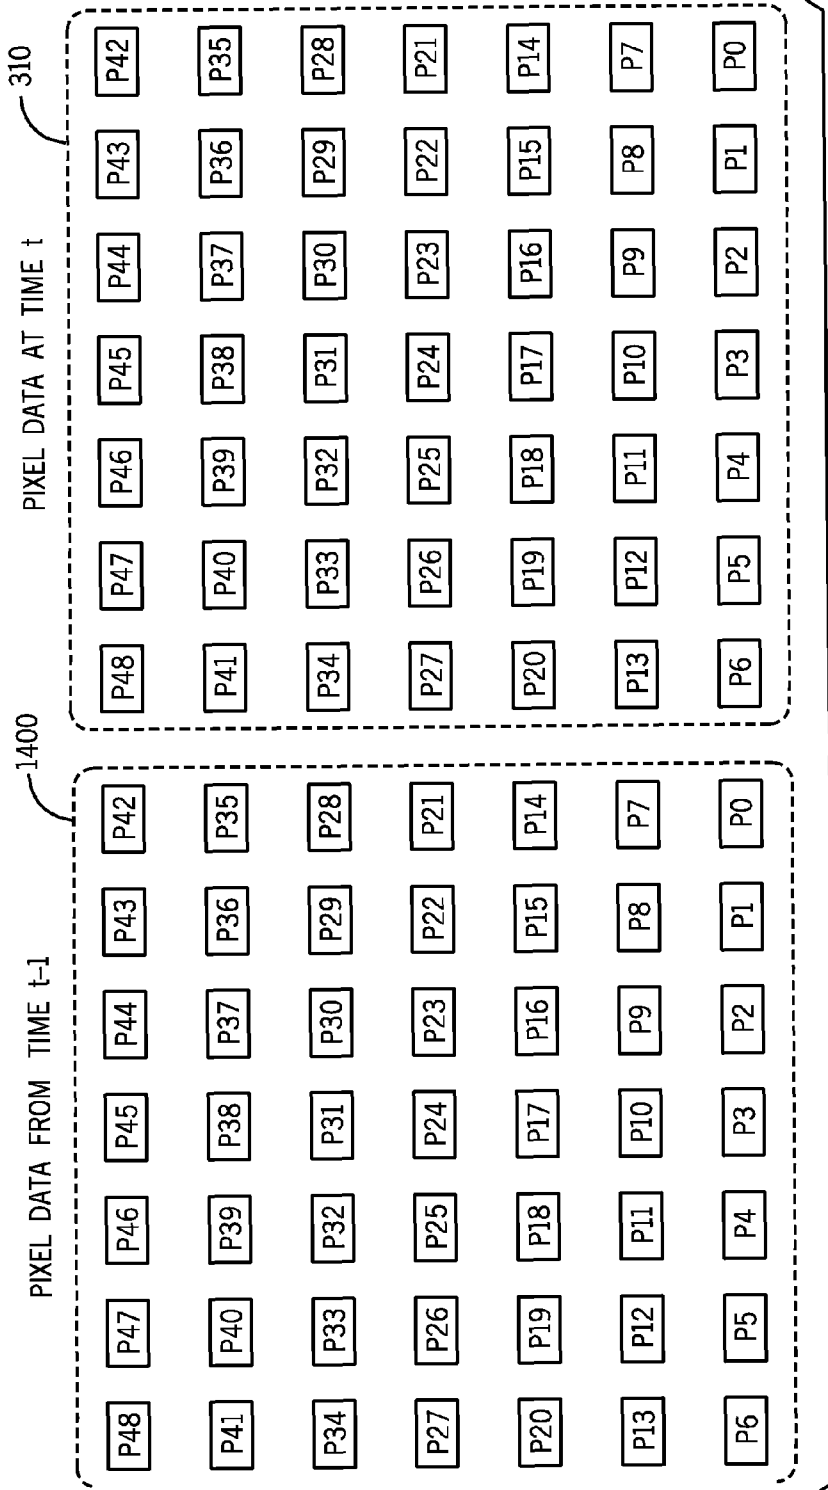 PIXEL DATA FROM TIME t-1
1400
P48 P47 P46 P45 P44 P43 P42
P41 P40 P39 P38 P37 P36 P35
P34 P33 P32 P31 P30 P29 P28
P27 P26 P25 P24 P23 P22 P21
P20 P19 P18 P17 P16 P15 P14
P13 P12 P11 P10 P9 P8 P7
P6 P5 P4 P3 P2 P1 P0
PIXEL DATA AT TIME t
310
P48 P47 P46 P45 P44 P43 P42
P41 P40 P39 P38 P37 P36 P35
P34 P33 P32 P31 P30 P29 P28
P27 P26 P25 P24 P23 P22 P21
P20 P19 P18 P17 P16 P15 P14
P13 P12 P11 P10 P9 P8 P7
P6 P5 P4 P3 P2 P1 P0